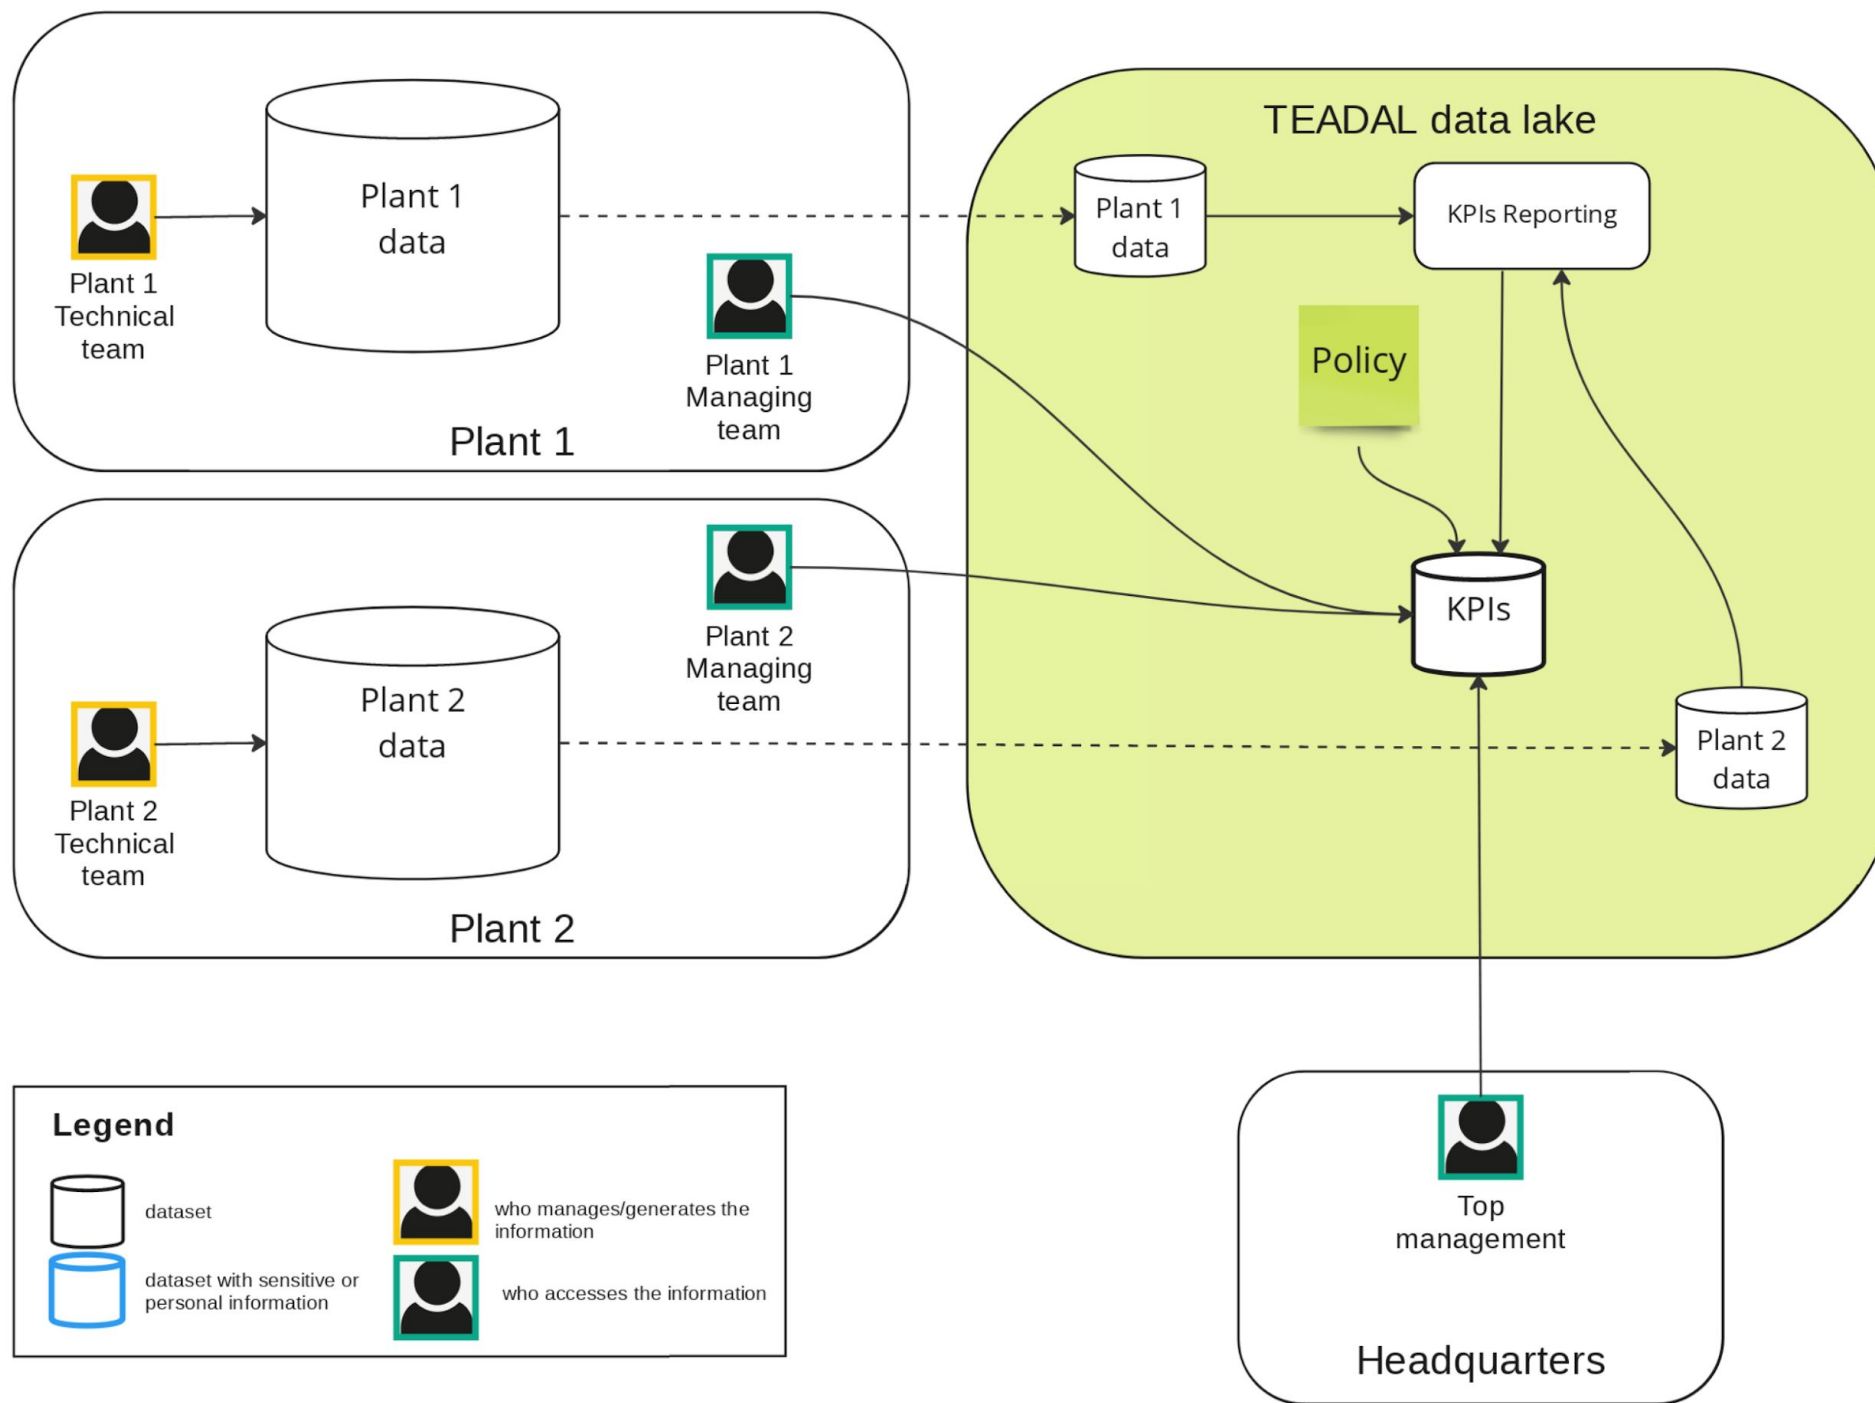 Plant 1
data
Plant 1
Technical
team
Plant 1
Managing
team
Plant 1
Plant 2
Managing
team
Plant 2
data
Plant 2
Technical
team
Plant 2
TEADAL data lake
Plant 1
data
KPIs Reporting
Policy
KPIs
Plant 2
data
Legend
dataset
dataset with sensitive or
personal information
who manages/generates the
information
who accesses the information
Top
management
Headquarters